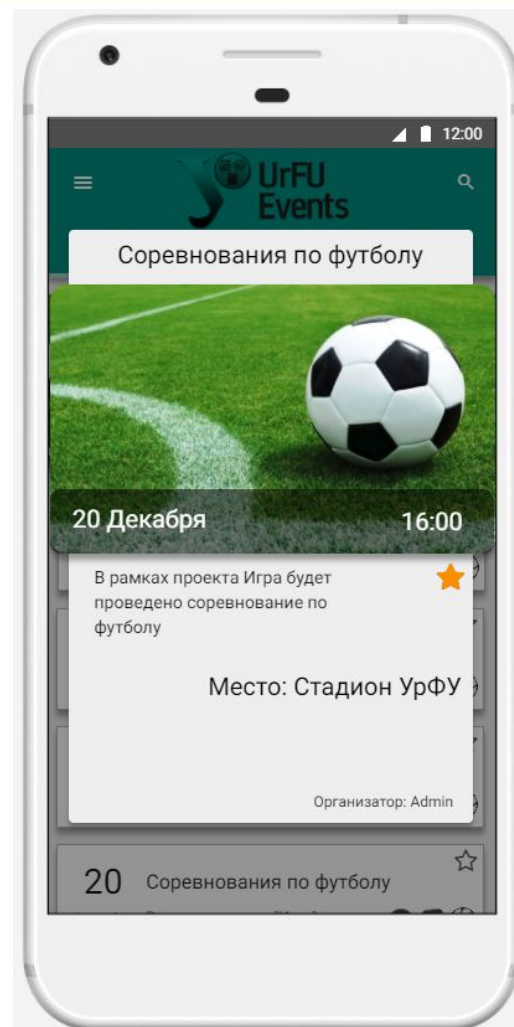 12:00
UrFU
Events
Соревнования по футболу
20 Декабря
16:00
В рамках проекта Игра будет
проведено соревнование по
футболу
Место: Стадион УрФУ
Организатор: Admin
20 Соревнования по футболу